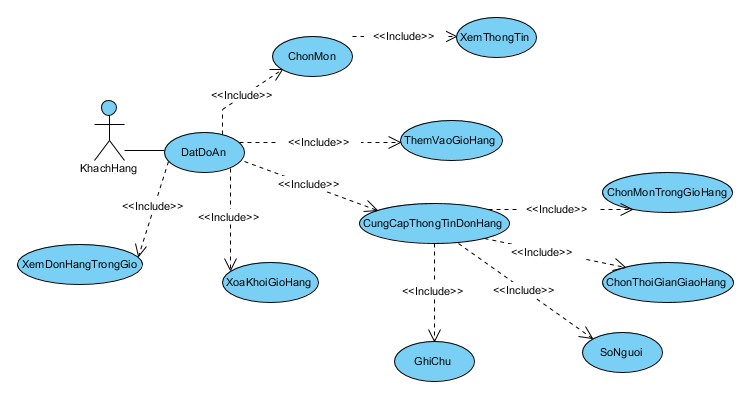 <<Include>>
XemThongTin
ChonMon
<<Include>>
ThemVaoGioHang
<<Include>>
DatDoAn
KhachHang
<<Include>>
ChonMonTrongGioHang
<<Include>>
<<Include>>
<<Include>>
CungCapThongTinDonHang
<<Include>>
XemDonHangTrongGio
XoaKhoiGioHang
ChonThoiGianGiaoHang
<<Include>>
<<Include>>
SoNguoi
GhiChu